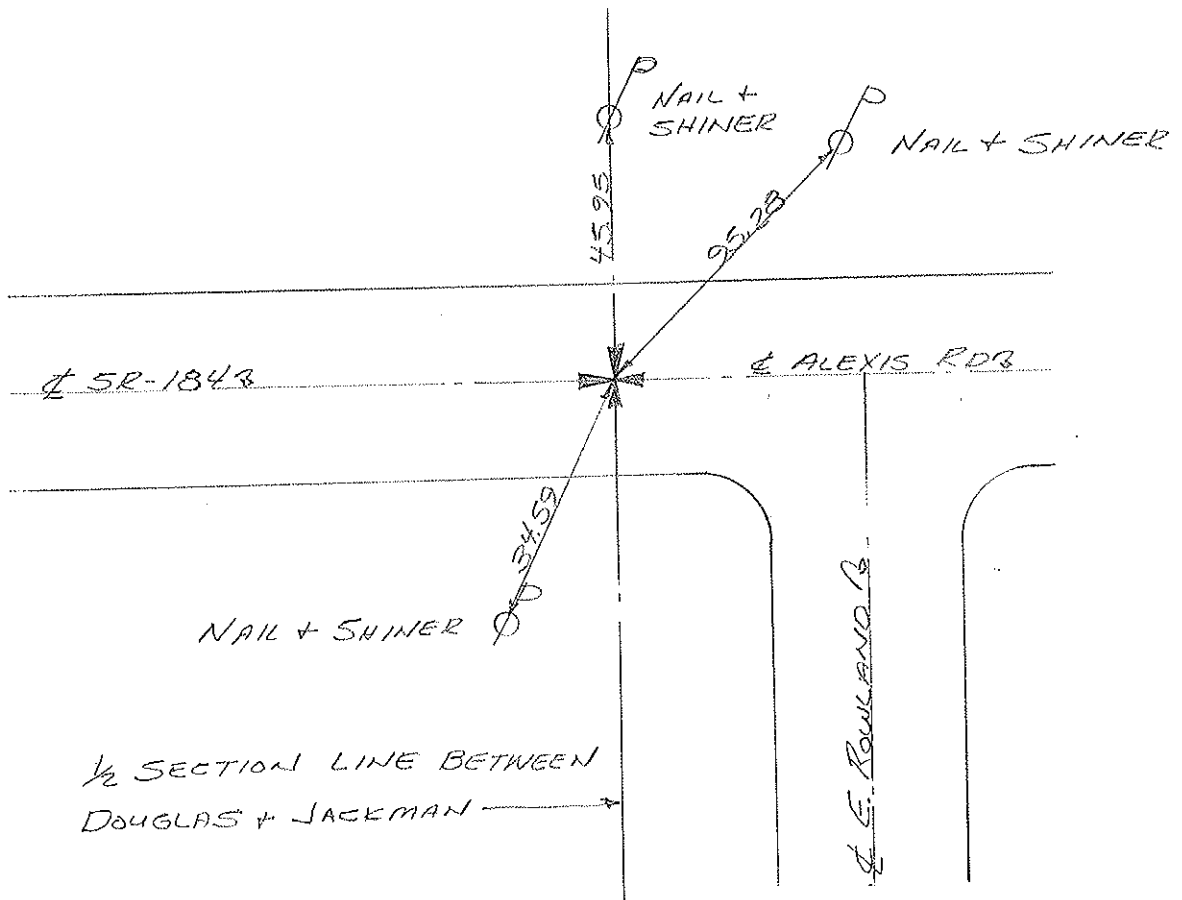 NAIL +
SHINER
NAIL + SHINER
45.95
95.28
℄ SR-184
℄ ALEXIS RD
34.59
NAIL + SHINER
½ SECTION LINE BETWEEN
DOUGLAS + JACKMAN
℄ E. ROWLAND